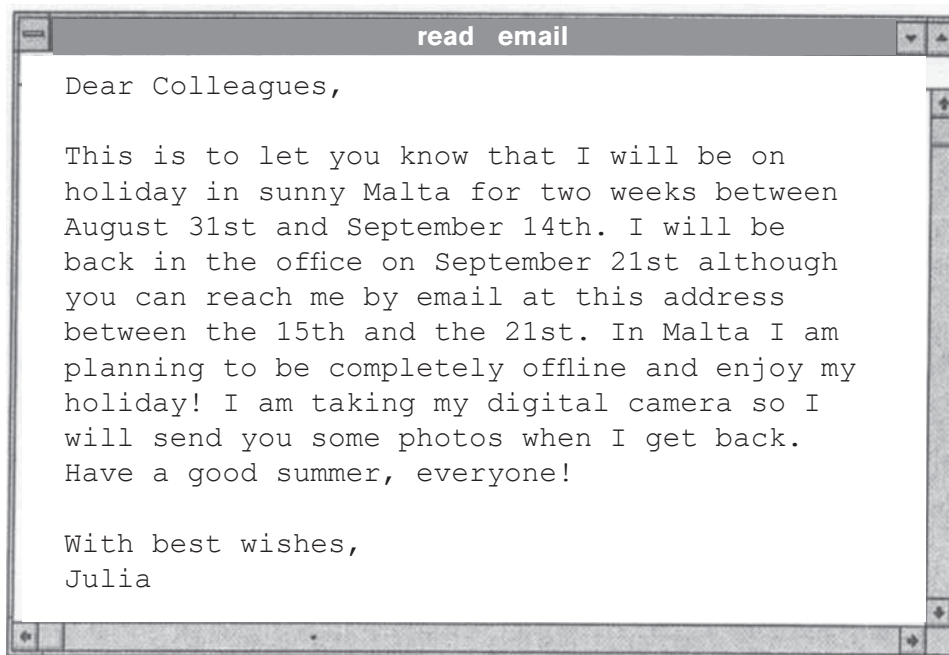 read email
Dear Colleagues,
This is to let you know that I will be on
holiday in sunny Malta for two weeks between
August 31st and September 14th. I will be
back in the office on September 21st although
you can reach me by email at this address
between the 15th and the 21st. In Malta I am
planning to be completely offline and enjoy my
holiday! I am taking my digital camera so I
will send you some photos when I get back.
Have a good summer, everyone!
With best wishes,
Julia